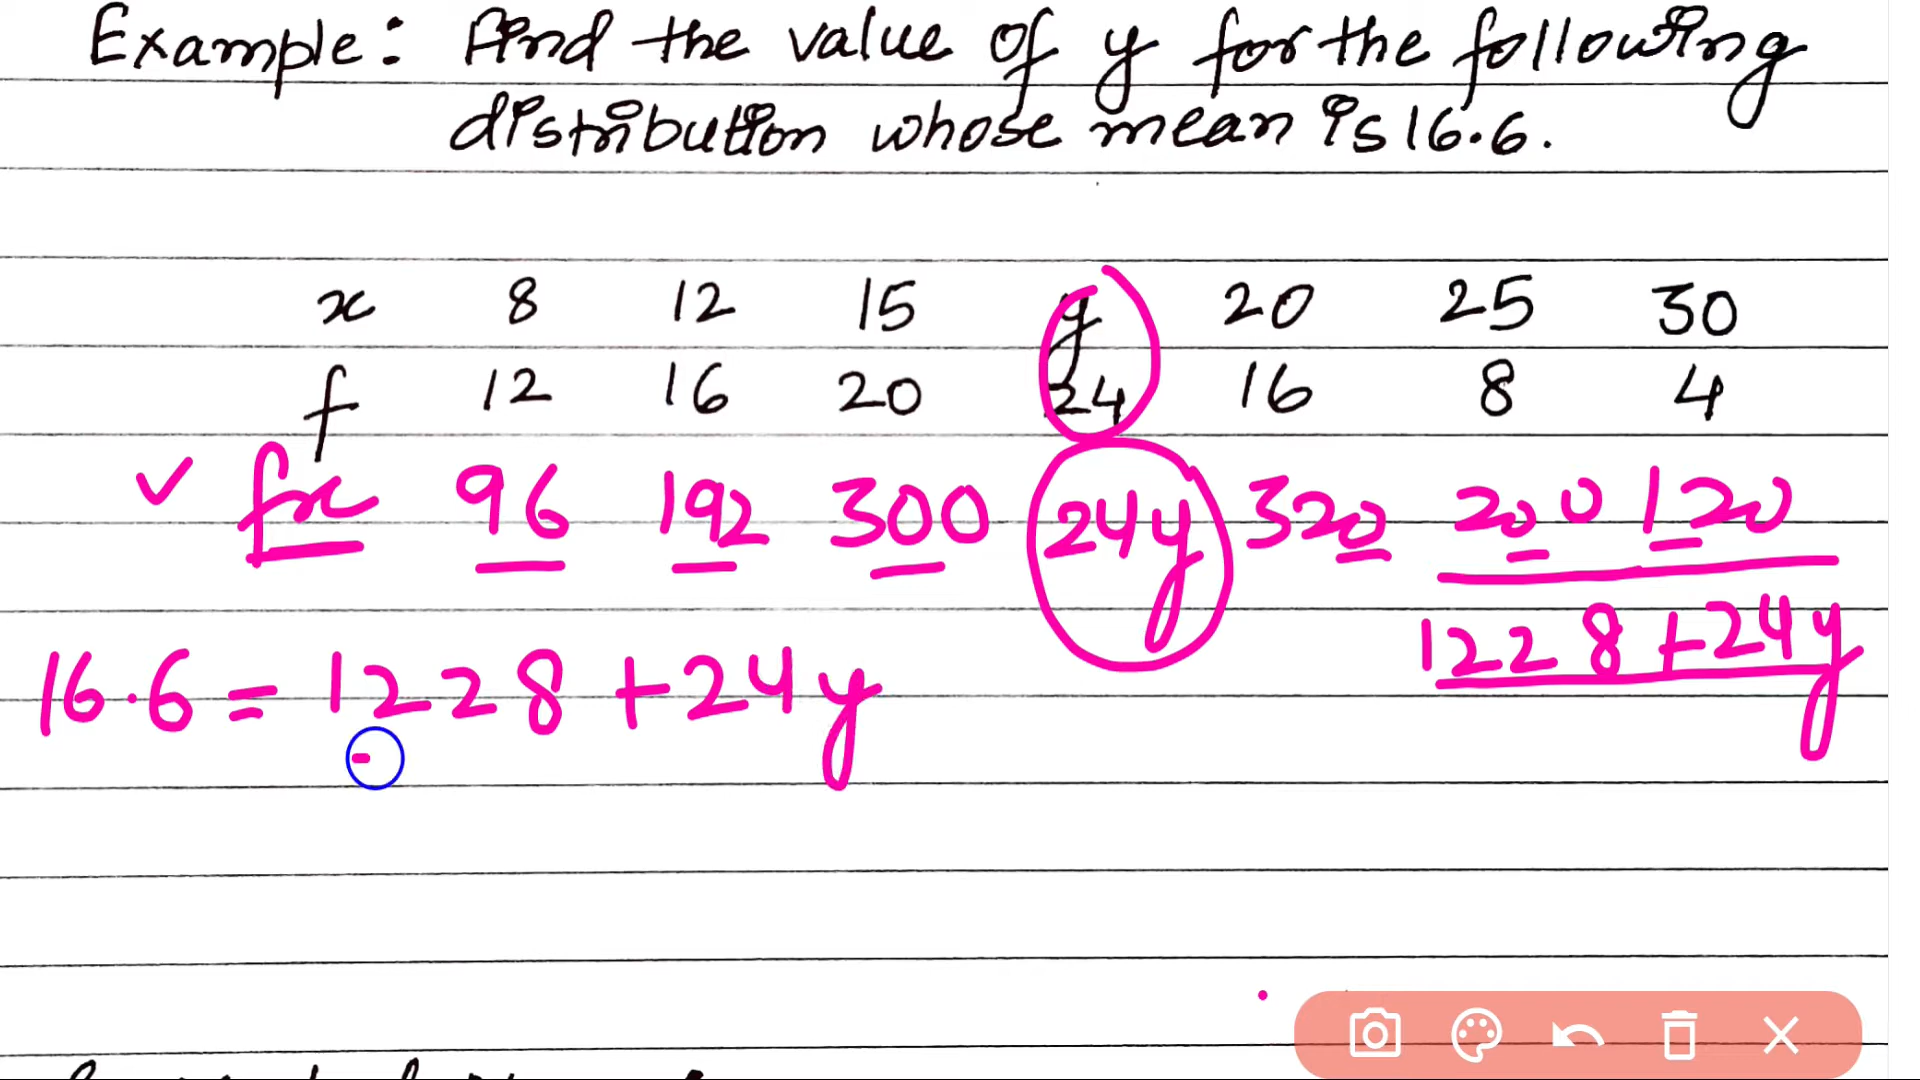 Example: Find the value of y for the following
distribution whose mean is 16.6.
x 8 12 15 y 20 25 30
f 12 16 20 24 16 8 4
✓ fx 96 192 300 24y 320 200 120
1228+24y
16.6 = 1228 + 24y